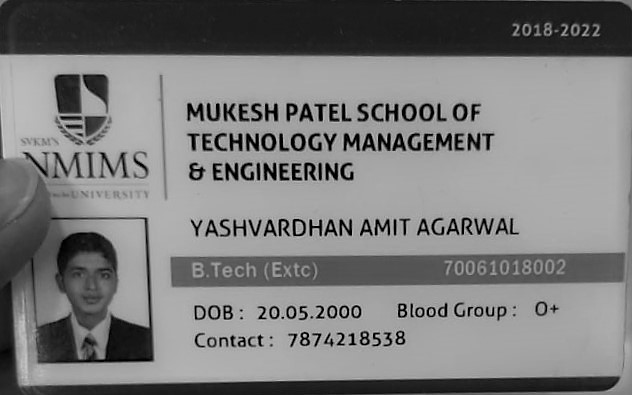 2018-2022
SVKM'S
NMIMS
UNIVERSITY
MUKESH PATEL SCHOOL OF
TECHNOLOGY MANAGEMENT
& ENGINEERING
YASHVARDHAN AMIT AGARWAL
B.Tech (Extc) 70061018002
DOB : 20.05.2000 Blood Group : O+
Contact : 7874218538